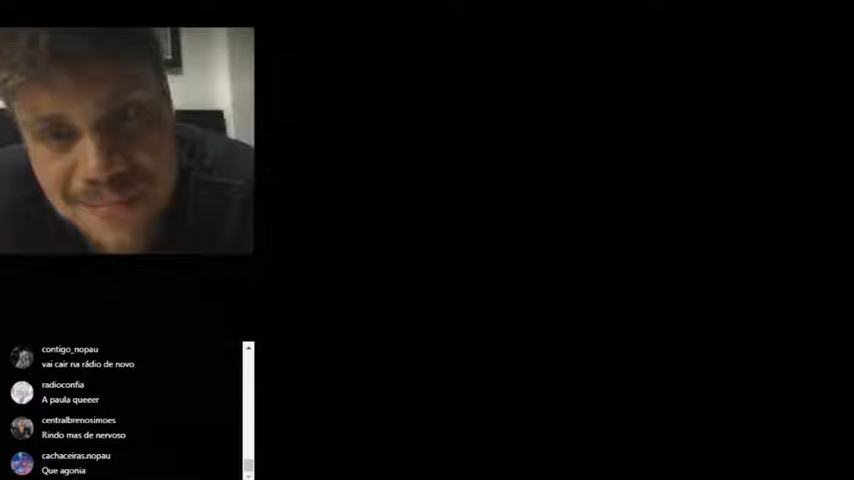 contigo_nopau
vai cair na rádio de novo
radioconfia
A paula queeer
centralbrenosimoes
Rindo mas de nervoso
cachaceiras.nopau
Que agonia